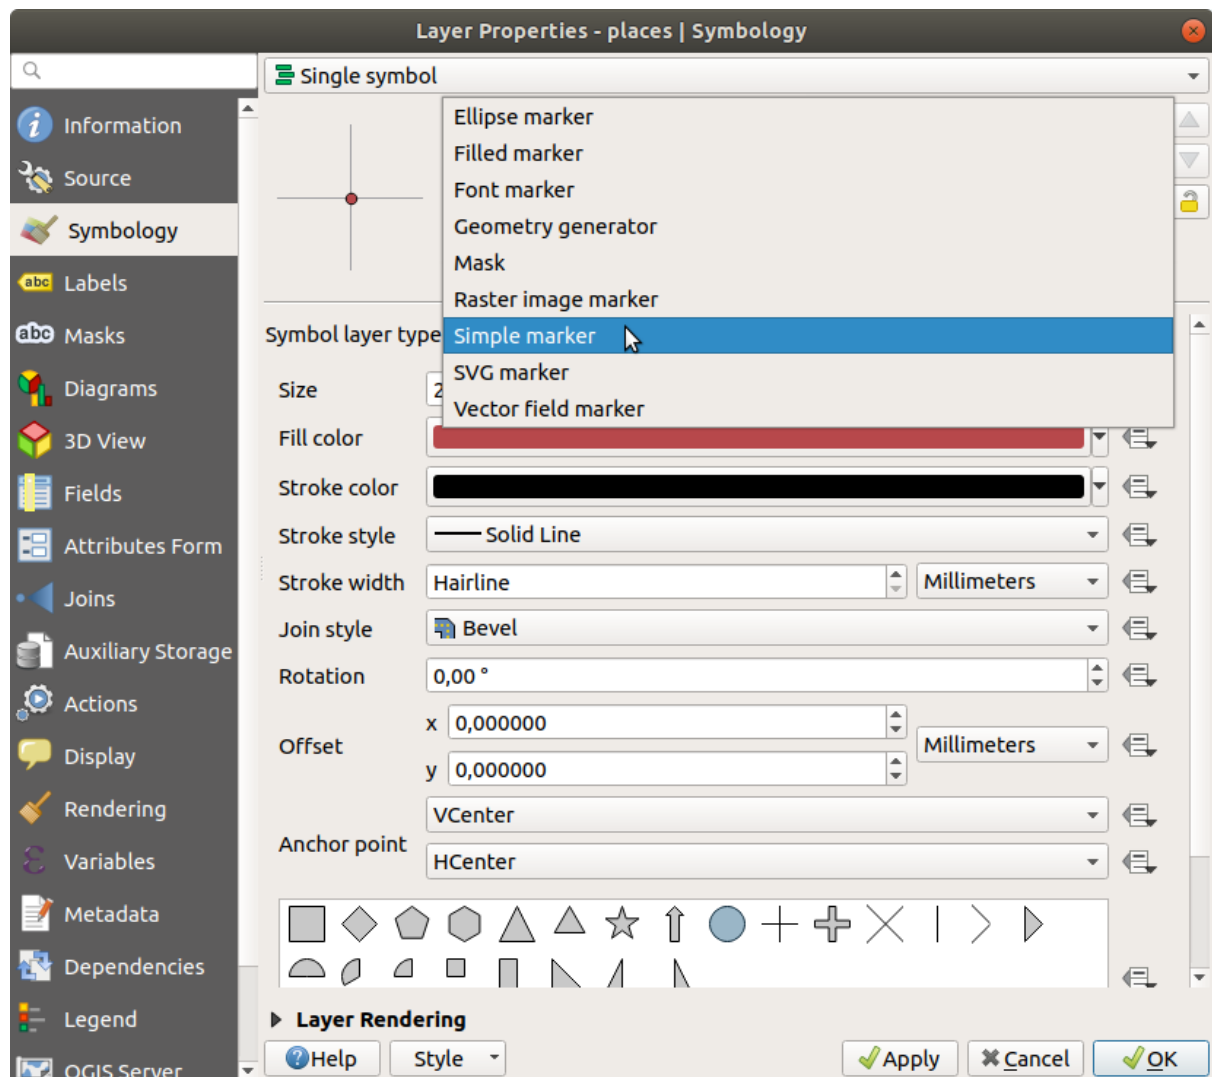 Layer Properties - places | Symbology
Single symbol
Information
Source
Symbology
abc Labels
abc Masks
Diagrams
3D View
Fields
Attributes Form
Joins
Auxiliary Storage
Actions
Display
Rendering
Variables
Metadata
Dependencies
Legend
QGIS Server
Ellipse marker
Filled marker
Font marker
Geometry generator
Mask
Raster image marker
Simple marker
SVG marker
Vector field marker
Symbol layer type
Size
Fill color
Stroke color
Stroke style Solid Line
Stroke width Hairline Millimeters
Join style Bevel
Rotation 0,00 °
Offset
x 0,000000
Millimeters
y 0,000000
Anchor point
VCenter
HCenter
Layer Rendering
Help Style Apply Cancel OK